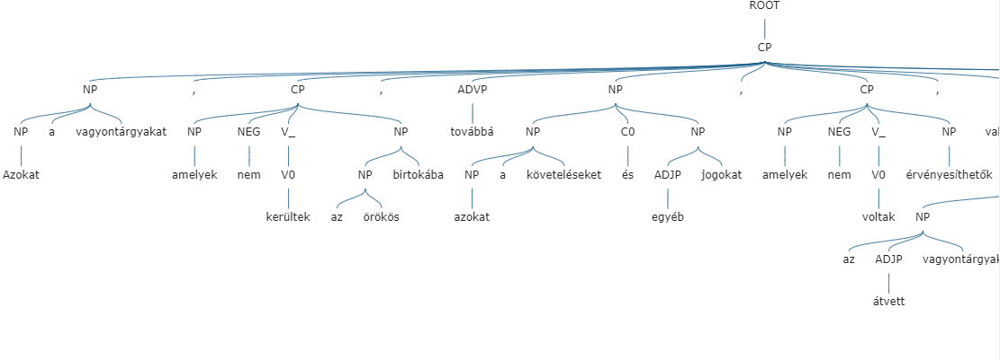 ROOT
CP
NP , CP , ADVP NP , CP ,
NP a vagyontárgyakat NP NEG V_ NP továbbá NP C0 NP NP NEG V_ NP
Azokat amelyek nem V0 NP birtokába NP a követeléseket és ADJP jogokat amelyek nem V0 érvényesíthetők
kerültek az örökös azokat egyéb voltak NP
az ADJP
átvett